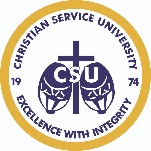 CHRISTIAN SERVICE UNIVERSITY
CSU
19 74
EXCELLENCE WITH INTEGRITY